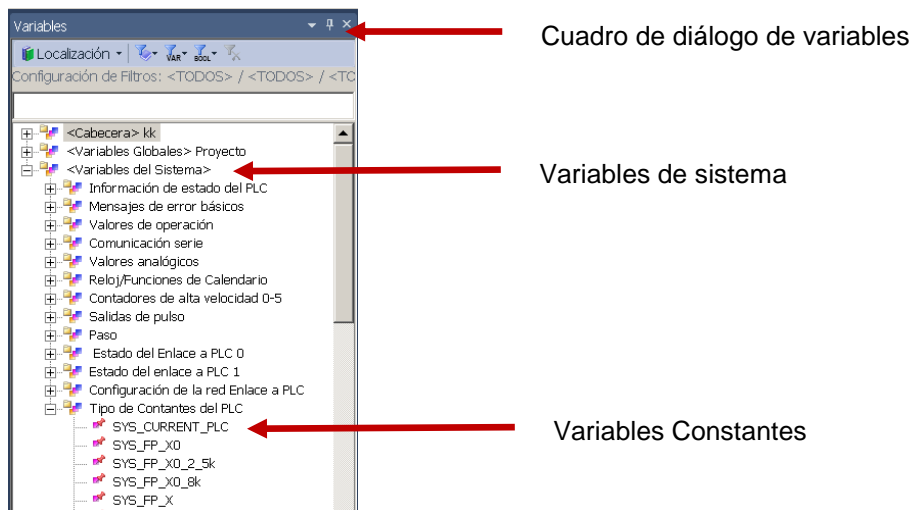 Variables
Cuadro de diálogo de variables
Localización
VAR BOOL
Configuración de Filtros: <TODOS> / <TODOS> / <TO
<Cabecera> kk
<Variables Globales> Proyecto
<Variables del Sistema>
Variables de sistema
Información de estado del PLC
Mensajes de error básicos
Valores de operación
Comunicación serie
Valores analógicos
Reloj/Funciones de Calendario
Contadores de alta velocidad 0-5
Salidas de pulso
Paso
Estado del Enlace a PLC 0
Estado del enlace a PLC 1
Configuración de la red Enlace a PLC
Tipo de Contantes del PLC
SYS_CURRENT_PLC
Variables Constantes
SYS_FP_X0
SYS_FP_X0_2_5k
SYS_FP_X0_8k
SYS_FP_X